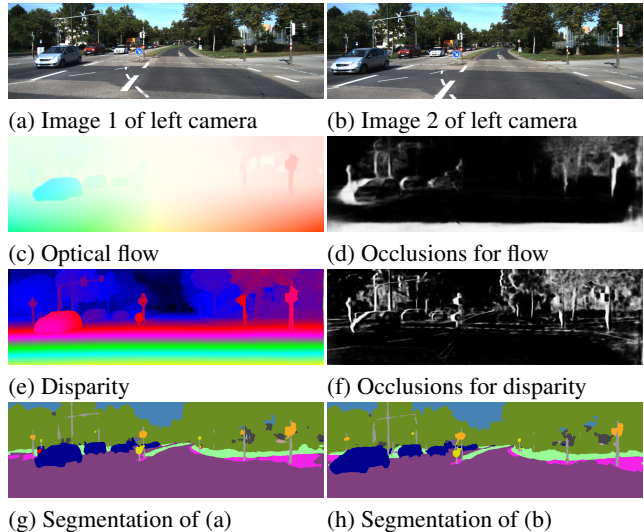 (a) Image 1 of left camera
(b) Image 2 of left camera
(c) Optical flow
(d) Occlusions for flow
(e) Disparity
(f) Occlusions for disparity
(g) Segmentation of (a)
(h) Segmentation of (b)